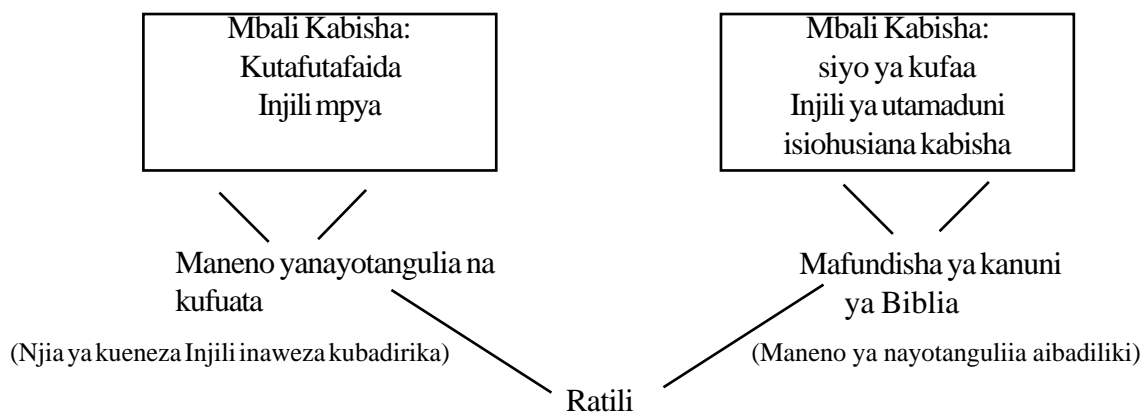 Mbali Kabisha:
Kutafutafaida
Injili mpya
Mbali Kabisha:
siyo ya kufaa
Injili ya utamaduni
isiohusiana kabisha
Maneno yanayotangulia na
kufuata
Mafundisha ya kanuni
ya Biblia
(Njia ya kueneza Injili inaweza kubadirika)
(Maneno ya nayotanguliia aibadiliki)
Ratili